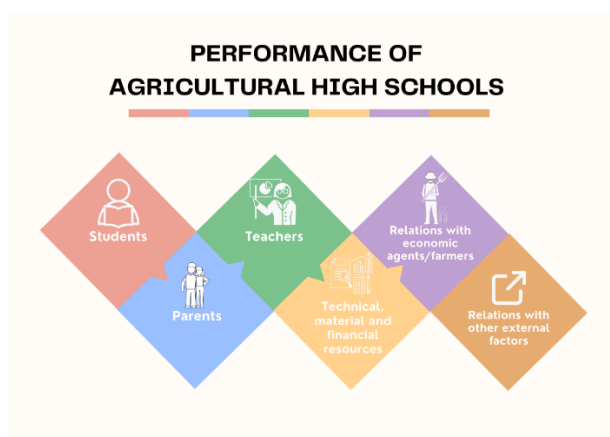 PERFORMANCE OF
AGRICULTURAL HIGH SCHOOLS
Students
Parents
Teachers
Technical,
material and
financial
resources
Relations with
economic
agents/farmers
Relations with
other external
factors